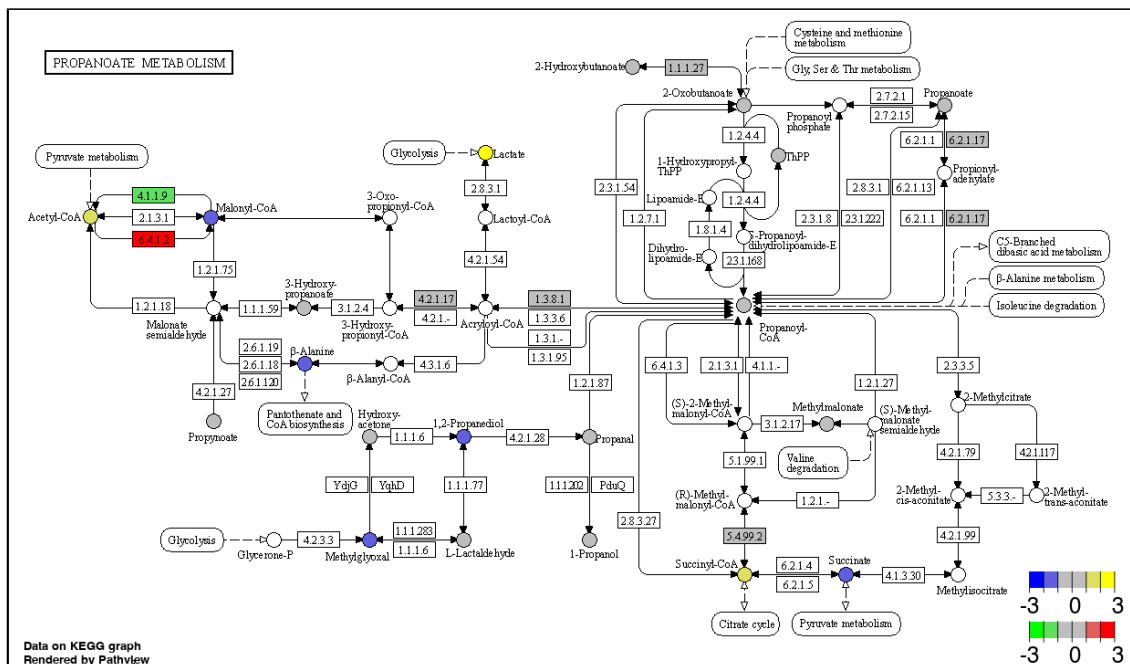 PROPANOATE METABOLISM
Cysteine and methionine
metabolism
2-Hydroxybutanoate
1.1.1.27
Gly, Ser & Thr metabolism
2-Oxobutanoate
Propanoyl
phosphate
2.7.2.1
2.7.2.15
Propanoate
1.2.4.4
ThPP
6.2.1.1
6.2.1.17
Pyruvate metabolism
Glycolysis
Lactate
1-Hydroxypropyl-
ThPP
Propionyl-
adenylate
4.1.1.9
Acetyl-CoA
2.1.3.1
Malonyl-CoA
6.4.1.2
3-Oxo-
propionyl-CoA
2.8.3.1
Lactoyl-CoA
2.3.1.54
Lipoamide-E
1.2.4.4
2.8.3.1
6.2.1.13
1.2.7.1
1.8.1.4
2.3.1.8
2.3.1.222
6.2.1.1
6.2.1.17
S-Propanoyl-
dihydrolipoamide-E
Dihydro-
lipoamide-E
2.3.1.168
C5-Branched
dibasic acid metabolism
1.2.1.75
4.2.1.54
β-Alanine metabolism
Isoleucine degradation
1.2.1.18
1.1.1.59
3-Hydroxy-
propanoate
3.1.2.4
4.2.1.17
4.2.1.-
1.3.8.1
1.3.3.6
Malonate
semialdehyde
3-Hydroxy-
propionyl-CoA
Acryloyl-CoA
1.3.1.-
1.3.1.95
Propanoyl-
CoA
2.6.1.19
2.6.1.18
2.6.1.120
β-Alanine
β-Alanyl-CoA
4.3.1.6
6.4.1.3
2.1.3.1
4.1.1.-
1.2.1.27
2.3.3.5
4.2.1.27
1.2.1.87
Propynoate
Pantothenate and
CoA biosynthesis
Hydroxy-
acetone
1.1.1.6
1,2-Propanediol
4.2.1.28
Propanal
(S)-2-Methyl-
malonyl-CoA
3.1.2.17
Methylmalonate
(S)-Methyl-
malonate
semialdehyde
2-Methylcitrate
5.1.99.1
Valine
degradation
4.2.1.79
4.2.1.117
YdjG
YqhD
1.1.1.77
1.1.1.202
PduQ
(R)-Methyl-
malonyl-CoA
1.2.1.-
2-Methyl-
cis-aconitate
5.3.3.-
2-Methyl-
trans-aconitate
Glycolysis
Glycerone-P
4.2.3.3
Methylglyoxal
1.1.1.283
1.1.1.6
L-Lactaldehyde
1-Propanol
2.8.3.27
5.4.99.2
4.2.1.99
Succinyl-CoA
6.2.1.4
6.2.1.5
Succinate
4.1.3.30
Methylisocitrate
Citrate cycle
Pyruvate metabolism
-3 0 3
-3 0 3
Data on KEGG graph
Rendered by Pathview